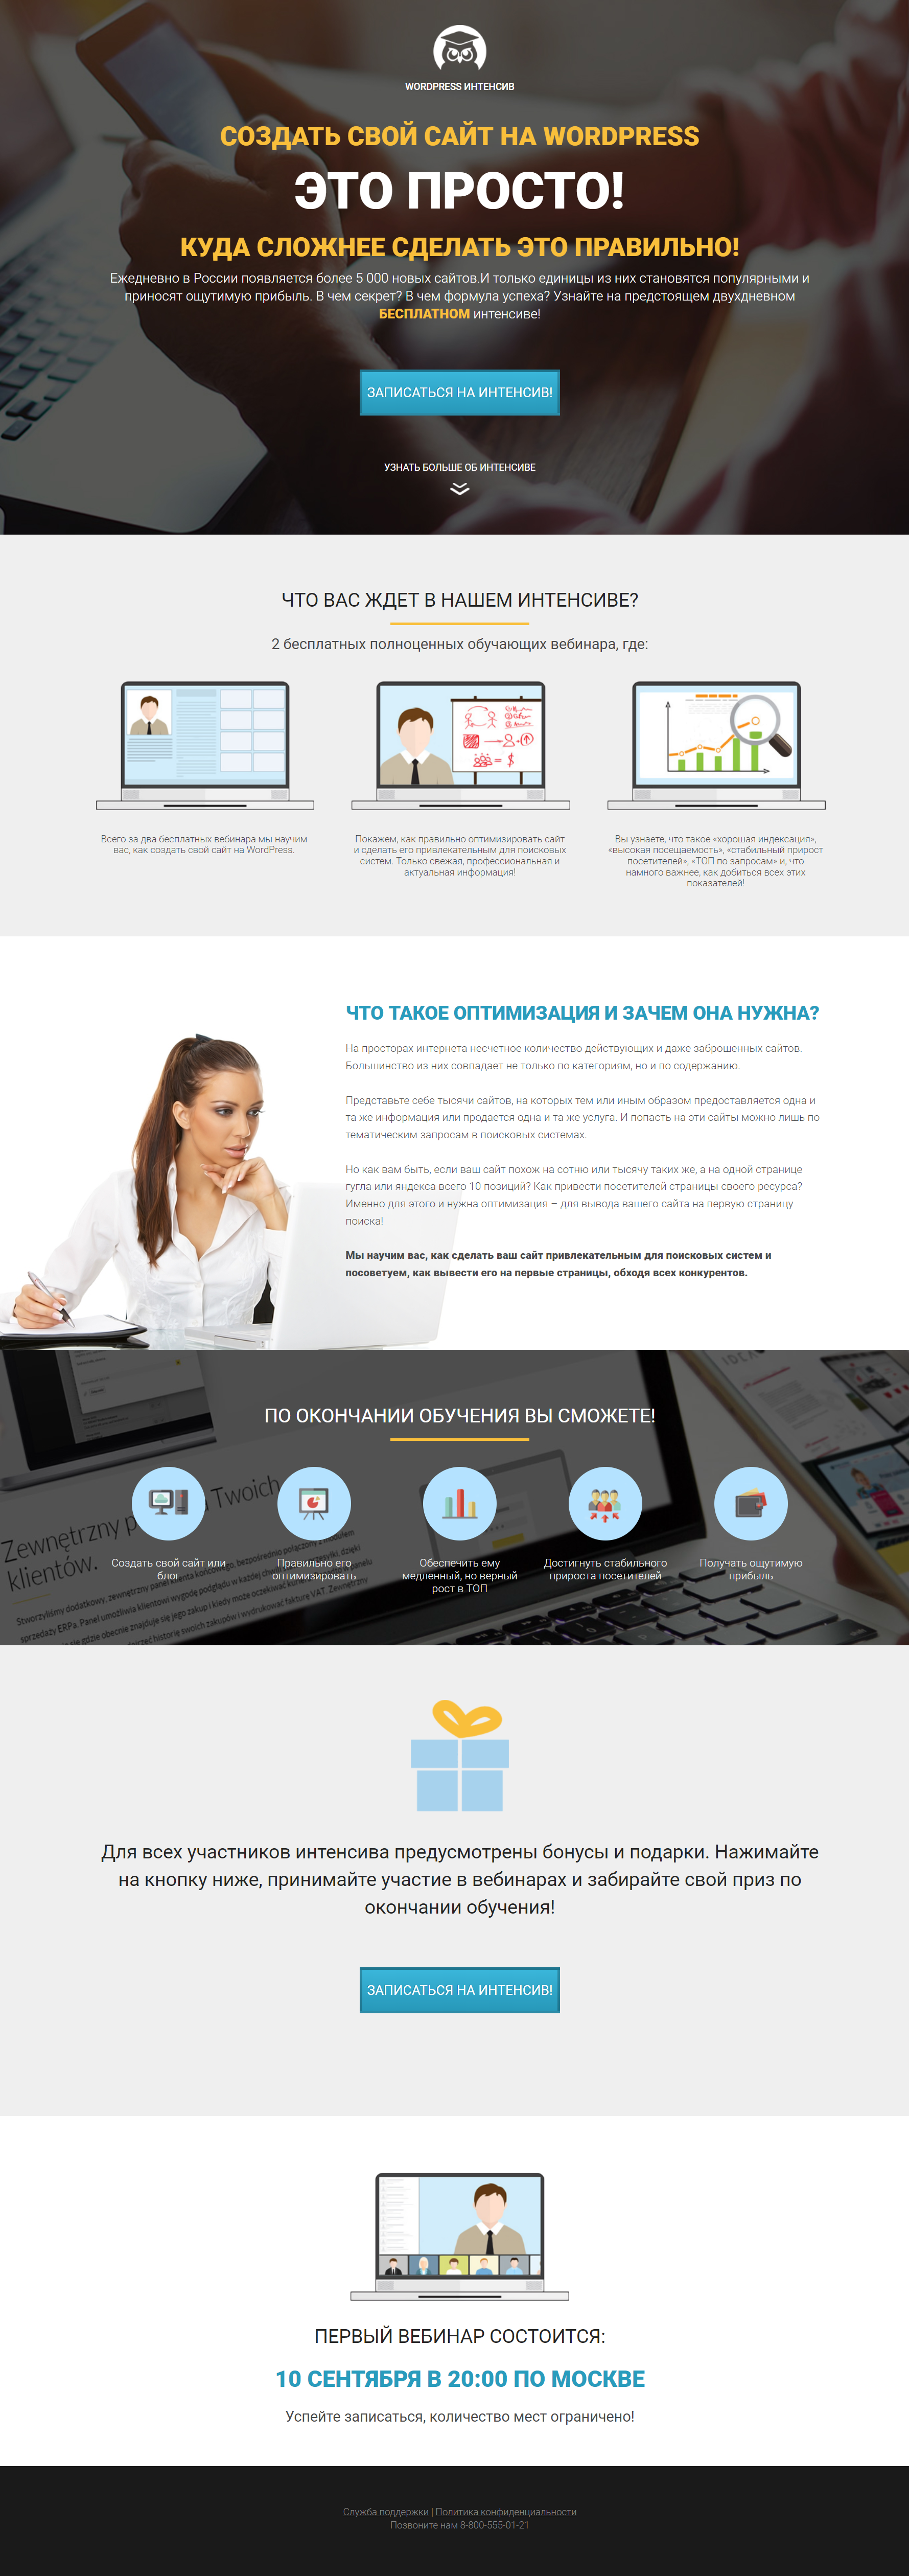 WORDPRESS ИНТЕНСИВ
СОЗДАТЬ СВОЙ САЙТ НА WORDPRESS
ЭТО ПРОСТО!
КУДА СЛОЖНЕЕ СДЕЛАТЬ ЭТО ПРАВИЛЬНО!
Ежедневно в России появляется более 5 000 новых сайтов.И только единицы из них становятся популярными и
приносят ощутимую прибыль. В чем секрет? В чем формула успеха? Узнайте на предстоящем двухдневном
БЕСПЛАТНОМ интенсиве!
ЗАПИСАТЬСЯ НА ИНТЕНСИВ!
УЗНАТЬ БОЛЬШЕ ОБ ИНТЕНСИВЕ
ЧТО ВАС ЖДЕТ В НАШЕМ ИНТЕНСИВЕ?
2 бесплатных полноценных обучающих вебинара, где:
Всего за два бесплатных вебинара мы научим
вас, как создать свой сайт на WordPress.
Покажем, как правильно оптимизировать сайт
и сделать его привлекательным для поисковых
систем. Только свежая, профессиональная и
актуальная информация!
Вы узнаете, что такое «хорошая индексация»,
«высокая посещаемость», «стабильный прирост
посетителей», «ТОП по запросам» и, что
намного важнее, как добиться всех этих
показателей!
ЧТО ТАКОЕ ОПТИМИЗАЦИЯ И ЗАЧЕМ ОНА НУЖНА?
На просторах интернета несчетное количество действующих и даже заброшенных сайтов.
Большинство из них совпадает не только по категориям, но и по содержанию.
Представьте себе тысячи сайтов, на которых тем или иным образом предоставляется одна и
та же информация или продается одна и та же услуга. И попасть на эти сайты можно лишь по
тематическим запросам в поисковых системах.
Но как вам быть, если ваш сайт похож на сотню или тысячу таких же, а на одной странице
гугла или яндекса всего 10 позиций? Как привести посетителей страницы своего ресурса?
Именно для этого и нужна оптимизация – для вывода вашего сайта на первую страницу
поиска!
Мы научим вас, как сделать ваш сайт привлекательным для поисковых систем и
посоветуем, как вывести его на первые страницы, обходя всех конкурентов.
ПО ОКОНЧАНИИ ОБУЧЕНИЯ ВЫ СМОЖЕТЕ!
Создать свой сайт или
блог
Правильно его
оптимизировать
Обеспечить ему
медленный, но верный
рост в ТОП
Достигнуть стабильного
прироста посетителей
Получать ощутимую
прибыль
Zewnętrzny p Twoich
klientów.
Для всех участников интенсива предусмотрены бонусы и подарки. Нажимайте
на кнопку ниже, принимайте участие в вебинарах и забирайте свой приз по
окончании обучения!
ЗАПИСАТЬСЯ НА ИНТЕНСИВ!
ПЕРВЫЙ ВЕБИНАР СОСТОИТСЯ:
10 СЕНТЯБРЯ В 20:00 ПО МОСКВЕ
Успейте записаться, количество мест ограничено!
Служба поддержки | Политика конфиденциальности
Позвоните нам 8-800-555-01-21